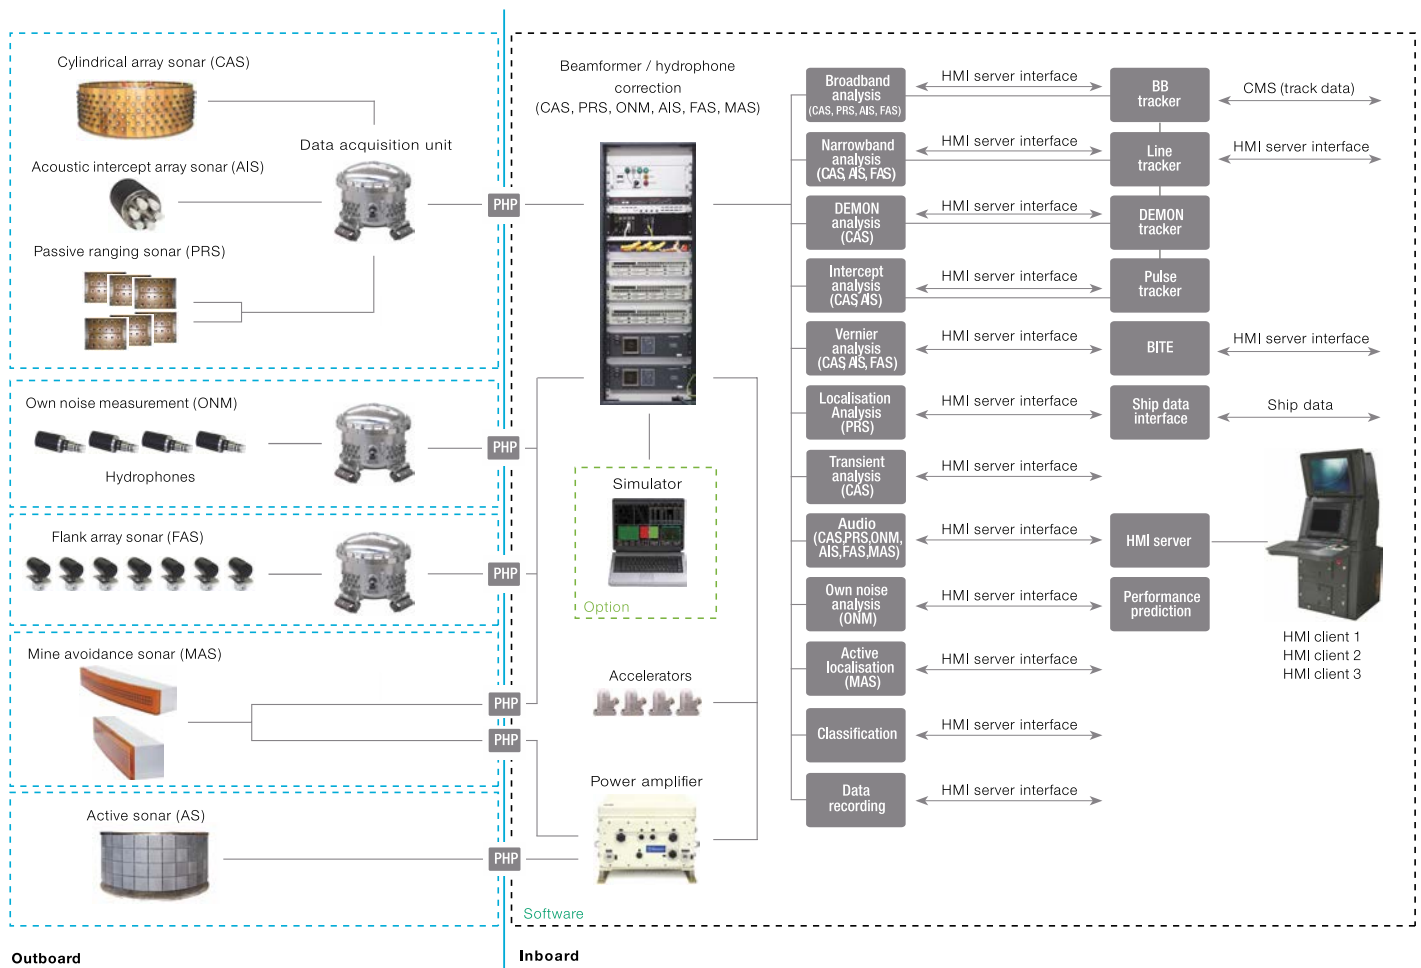 Cylindrical array sonar (CAS)
Acoustic intercept array sonar (AIS)
Passive ranging sonar (PRS)
Data acquisition unit
PHP
Own noise measurement (ONM)
Hydrophones
PHP
Flank array sonar (FAS)
PHP
Mine avoidance sonar (MAS)
PHP
PHP
Active sonar (AS)
PHP
Outboard
Beamformer / hydrophone
correction
(CAS, PRS, ONM, AIS, FAS, MAS)
Simulator
Option
Accelerators
Power amplifier
Software
Inboard
Broadband
analysis
(CAS, PRS, AIS, FAS)
HMI server interface
BB
tracker
CMS (track data)
Narrowband
analysis
(CAS, AIS, FAS)
HMI server interface
Line
tracker
HMI server interface
DEMON
analysis
(CAS)
HMI server interface
DEMON
tracker
Intercept
analysis
(CAS,AIS)
HMI server interface
Pulse
tracker
Vernier
analysis
(CAS, AIS, FAS)
HMI server interface
BITE
HMI server interface
Localisation
Analysis
(PRS)
HMI server interface
Ship data
interface
Ship data
Transient
analysis
(CAS)
HMI server interface
Audio
(CAS,PRS,ONM,
AIS,FAS,MAS)
HMI server interface
HMI server
Own noise
analysis
(ONM)
HMI server interface
Performance
prediction
HMI client 1
HMI client 2
HMI client 3
Active
localisation
(MAS)
HMI server interface
Classification
HMI server interface
Data
recording
HMI server interface